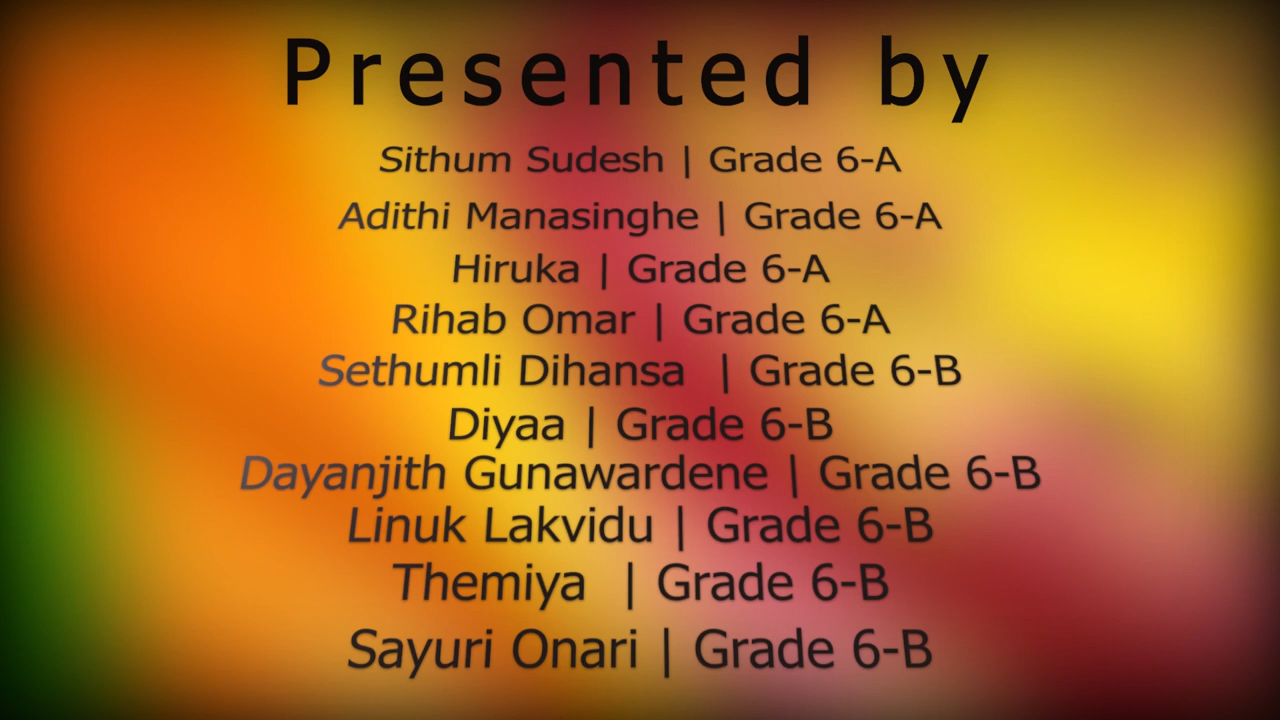 Presented by
Sithum Sudesh | Grade 6-A
Adithi Manasinghe | Grade 6-A
Hiruka | Grade 6-A
Rihab Omar | Grade 6-A
Sethumli Dihansa | Grade 6-B
Diyaa | Grade 6-B
Dayanjith Gunawardene | Grade 6-B
Linuk Lakvidu | Grade 6-B
Themiya | Grade 6-B
Sayuri Onari | Grade 6-B